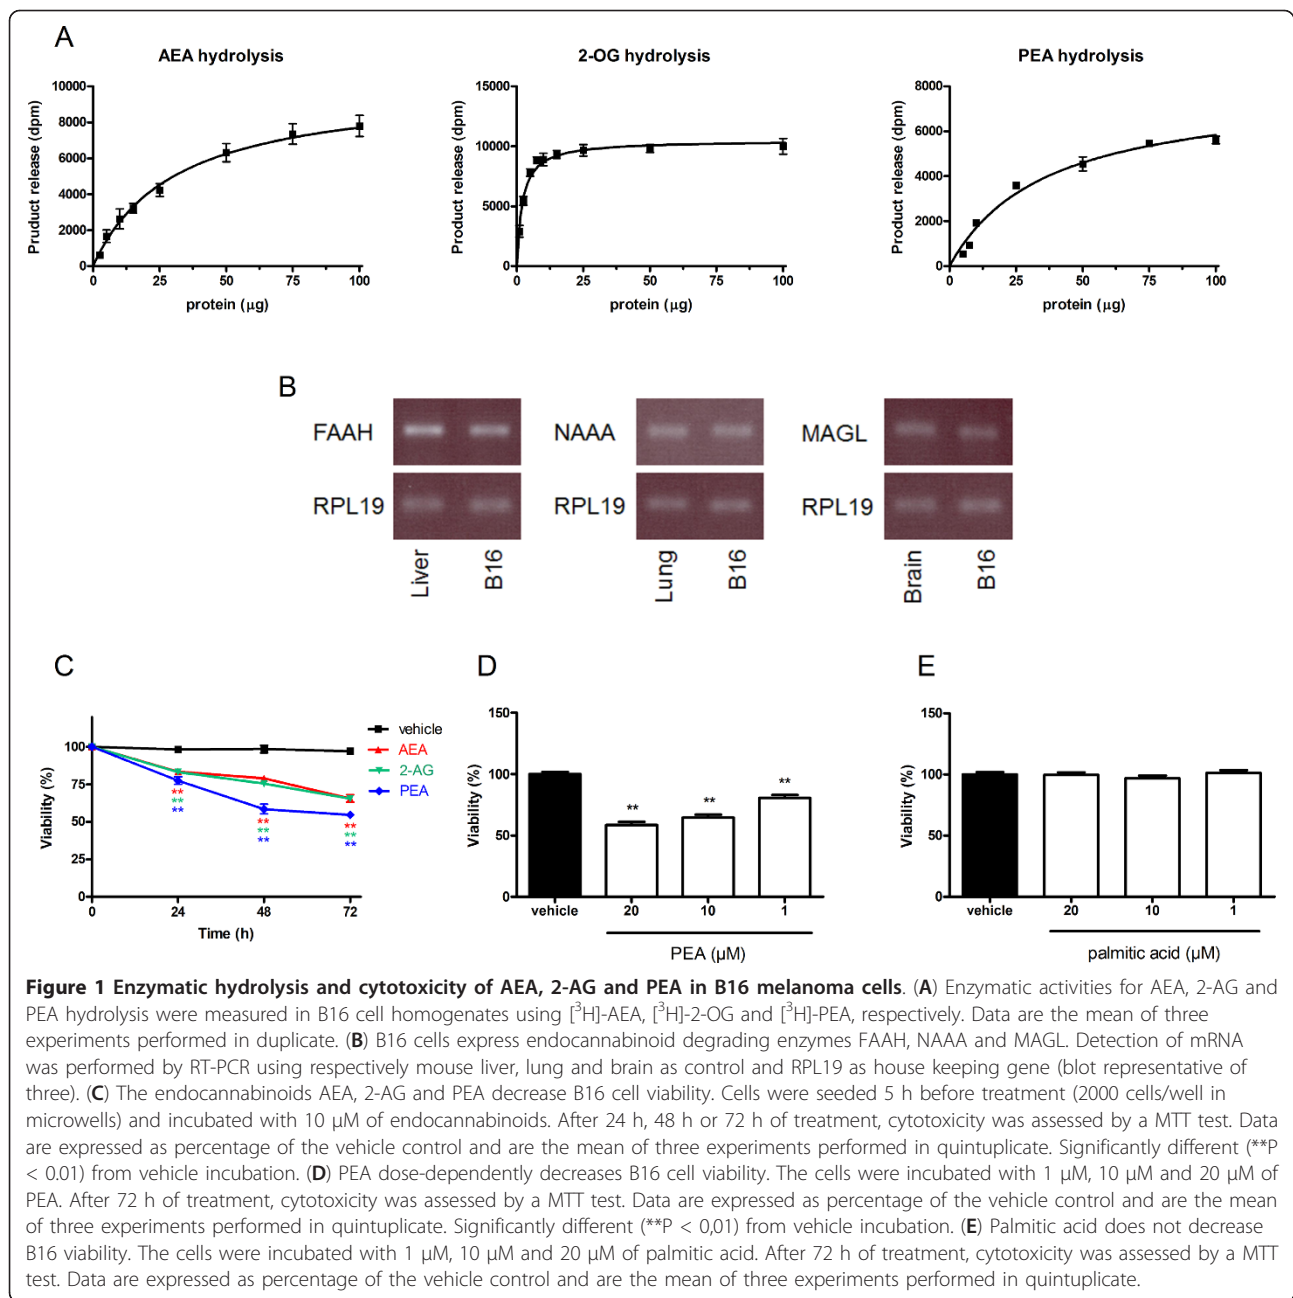 A
AEA hydrolysis
10000
8000
6000
4000
2000
0
Pruduct release (dpm)
0 25 50 75 100
protein (μg)
2-OG hydrolysis
15000
10000
5000
0
Product release (dpm)
0 25 50 75 100
protein (μg)
PEA hydrolysis
8000
6000
4000
2000
0
Product release (dpm)
0 25 50 75 100
protein (μg)
B
FAAH
RPL19
Liver
B16
NAAA
RPL19
Lung
B16
MAGL
RPL19
Brain
B16
C
100
75
50
25
0
Viability (%)
**
**
**
**
**
**
**
**
**
0 24 48 72
Time (h)
vehicle
AEA
2-AG
PEA
D
150
100
50
0
Viability (%)
**
**
**
vehicle 20 10 1
PEA (μM)
E
150
100
50
0
Viability (%)
vehicle 20 10 1
palmitic acid (μM)
Figure 1 Enzymatic hydrolysis and cytotoxicity of AEA, 2-AG and PEA in B16 melanoma cells. (A) Enzymatic activities for AEA, 2-AG and
PEA hydrolysis were measured in B16 cell homogenates using [³H]-AEA, [³H]-2-OG and [³H]-PEA, respectively. Data are the mean of three
experiments performed in duplicate. (B) B16 cells express endocannabinoid degrading enzymes FAAH, NAAA and MAGL. Detection of mRNA
was performed by RT-PCR using respectively mouse liver, lung and brain as control and RPL19 as house keeping gene (blot representative of
three). (C) The endocannabinoids AEA, 2-AG and PEA decrease B16 cell viability. Cells were seeded 5 h before treatment (2000 cells/well in
microwells) and incubated with 10 μM of endocannabinoids. After 24 h, 48 h or 72 h of treatment, cytotoxicity was assessed by a MTT test. Data
are expressed as percentage of the vehicle control and are the mean of three experiments performed in quintuplicate. Significantly different (**P
< 0.01) from vehicle incubation. (D) PEA dose-dependently decreases B16 cell viability. The cells were incubated with 1 μM, 10 μM and 20 μM of
PEA. After 72 h of treatment, cytotoxicity was assessed by a MTT test. Data are expressed as percentage of the vehicle control and are the mean
of three experiments performed in quintuplicate. Significantly different (**P < 0,01) from vehicle incubation. (E) Palmitic acid does not decrease
B16 viability. The cells were incubated with 1 μM, 10 μM and 20 μM of palmitic acid. After 72 h of treatment, cytotoxicity was assessed by a MTT
test. Data are expressed as percentage of the vehicle control and are the mean of three experiments performed in quintuplicate.